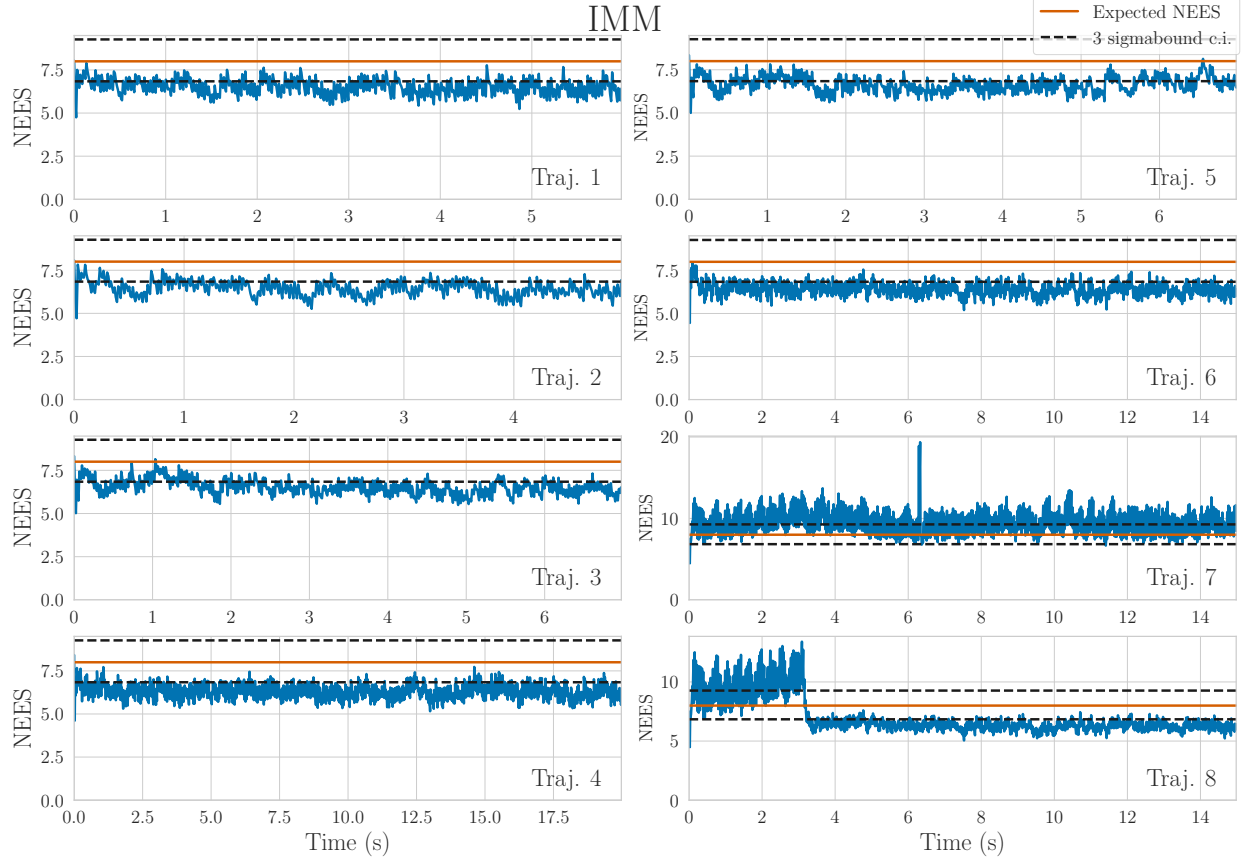 IMM
Expected NEES
3 sigmabound c.i.
NEES
7.5
5.0
2.5
0.0
Traj. 1
0 1 2 3 4 5
NEES
7.5
5.0
2.5
0.0
Traj. 5
0 1 2 3 4 5 6
NEES
7.5
5.0
2.5
0.0
Traj. 2
0 1 2 3 4
NEES
7.5
5.0
2.5
0.0
Traj. 6
0 2 4 6 8 10 12 14
NEES
7.5
5.0
2.5
0.0
Traj. 3
0 1 2 3 4 5 6
NEES
20
10
0
Traj. 7
0 2 4 6 8 10 12 14
NEES
7.5
5.0
2.5
0.0
Traj. 4
0.0 2.5 5.0 7.5 10.0 12.5 15.0 17.5
Time (s)
NEES
10
5
0
Traj. 8
0 2 4 6 8 10 12 14
Time (s)